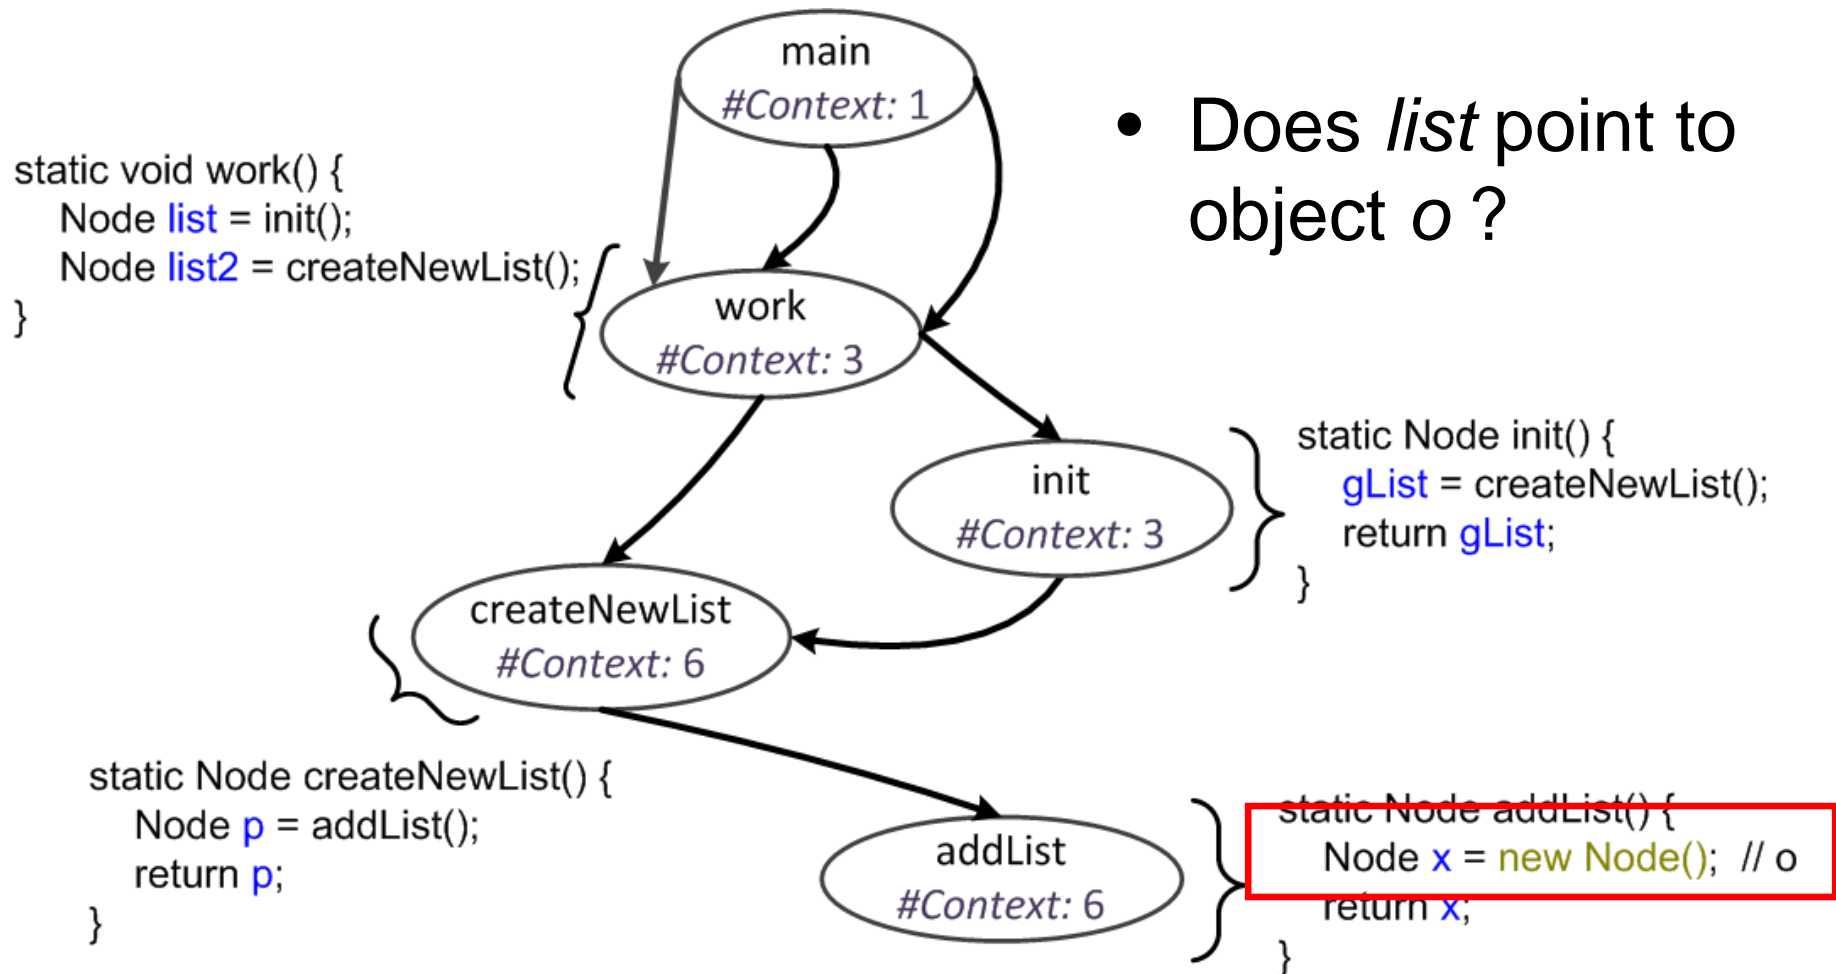 main
#Context: 1
• Does list point to
object o ?
static void work() {
Node list = init();
Node list2 = createNewList();
}
work
#Context: 3
init
#Context: 3
static Node init() {
gList = createNewList();
return gList;
}
createNewList
#Context: 6
static Node createNewList() {
Node p = addList();
return p;
}
addList
#Context: 6
static Node addList() {
Node x = new Node(); // o
return x;
}